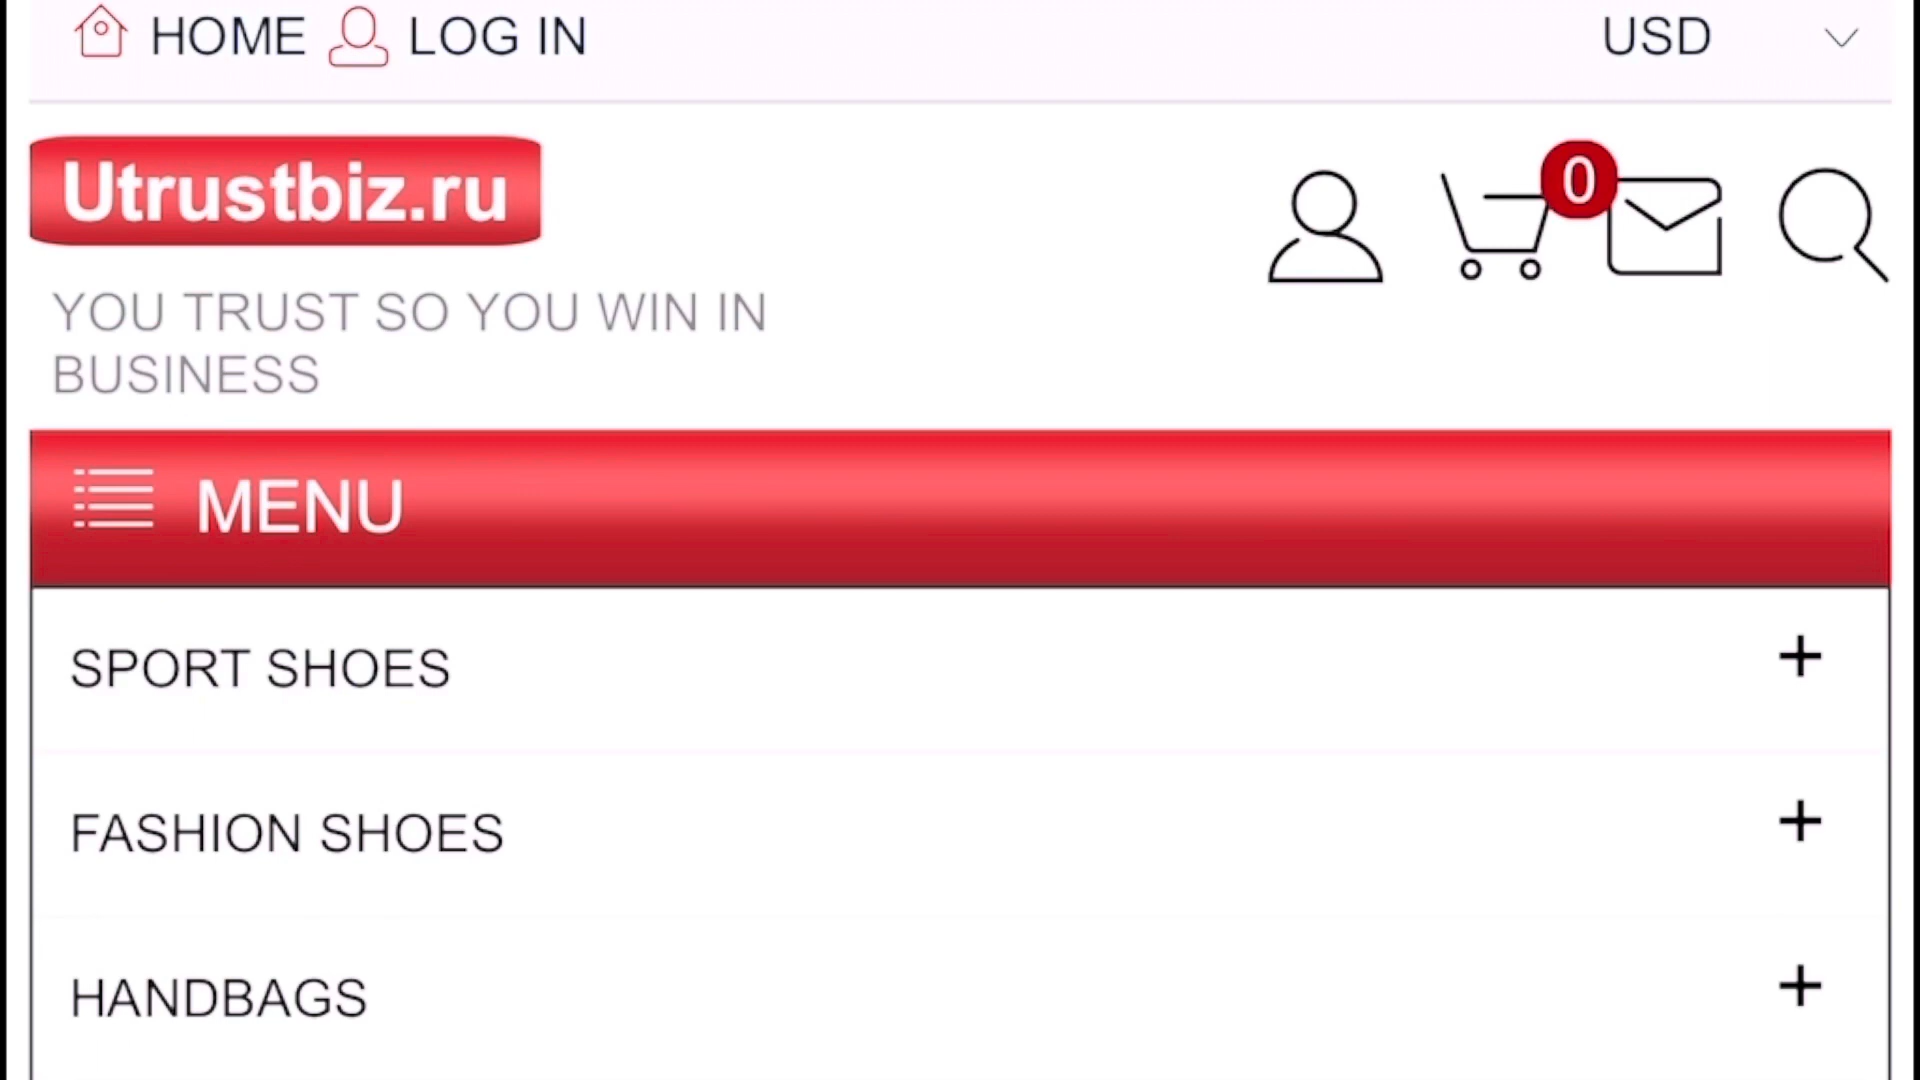 HOME LOG IN USD
Utrustbiz.ru
0
YOU TRUST SO YOU WIN IN
BUSINESS
MENU
SPORT SHOES +
FASHION SHOES +
HANDBAGS +